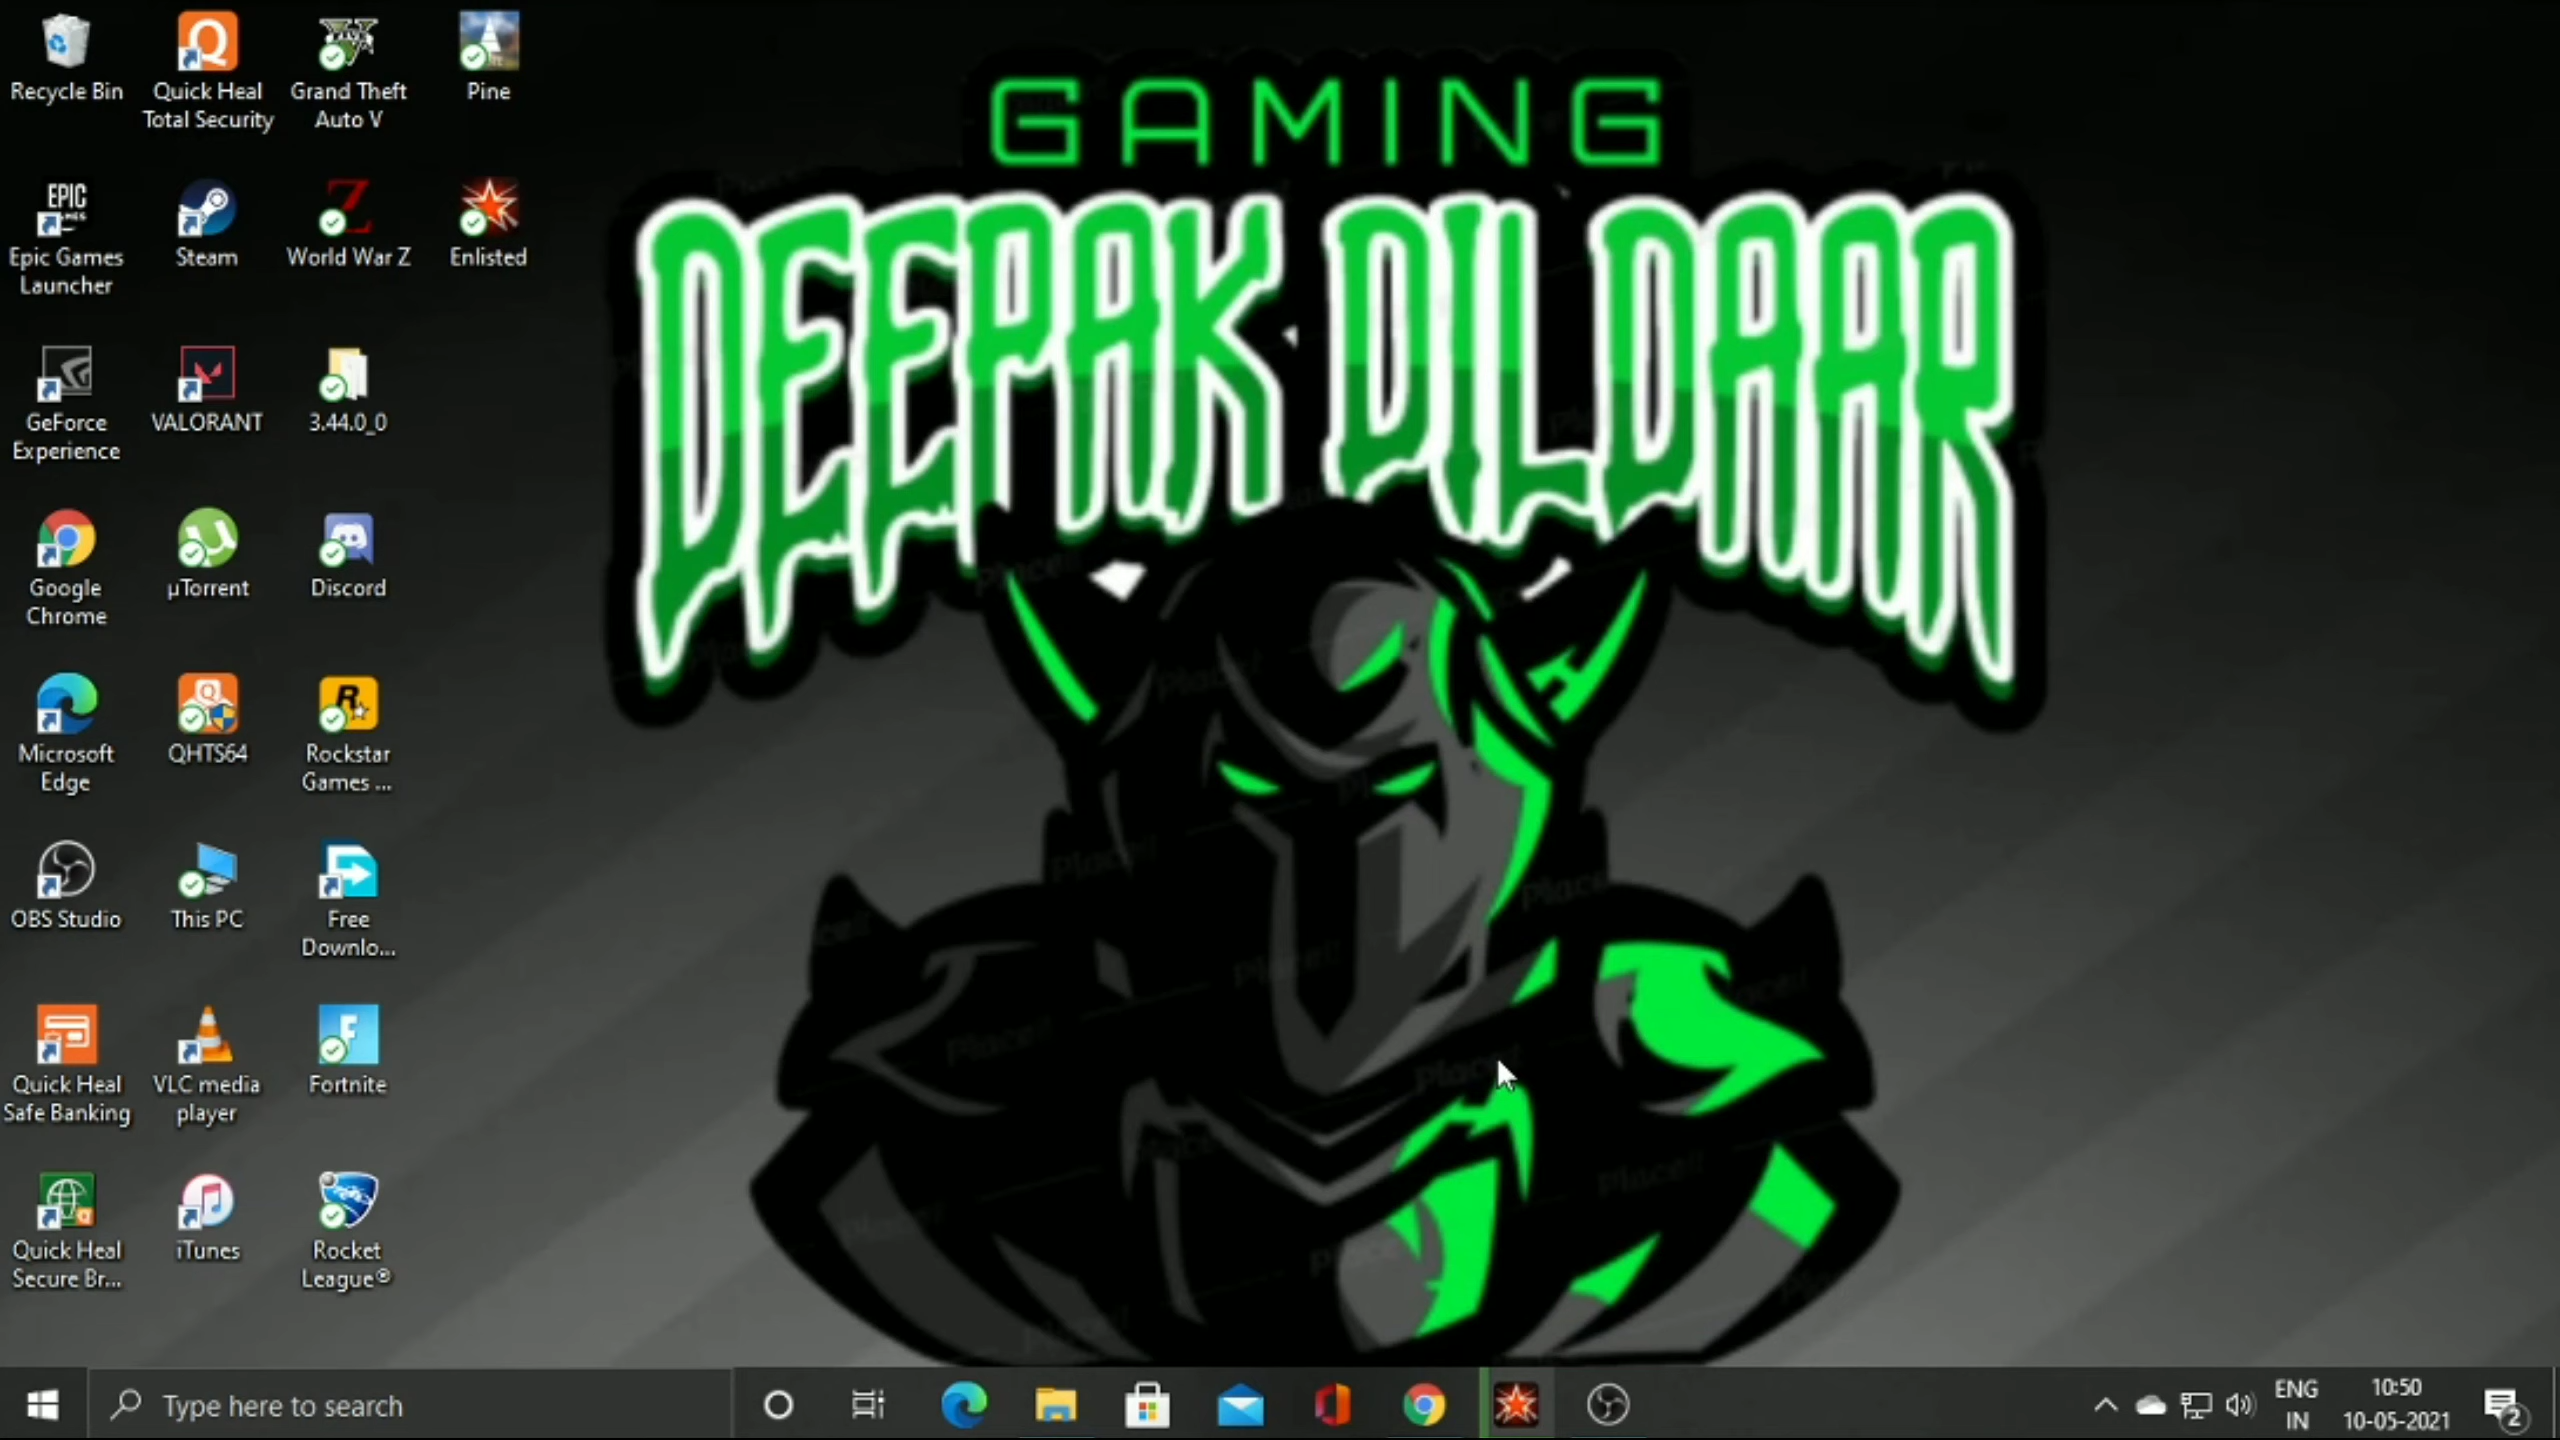 GAMING
DEEPAK DILDAAR
Recycle Bin
Quick Heal
Total Security
Grand Theft
Auto V
Pine
EPIC
Epic Games
Launcher
Steam
World War Z
Enlisted
GeForce
Experience
VALORANT
3.44.0_0
Google
Chrome
µTorrent
Discord
Microsoft
Edge
QHTS64
Rockstar
Games ...
OBS Studio
This PC
Free
Downlo...
Quick Heal
Safe Banking
VLC media
player
Fortnite
Quick Heal
Secure Br...
iTunes
Rocket
League®
Type here to search
ENG
IN
10:50
10-05-2021
2